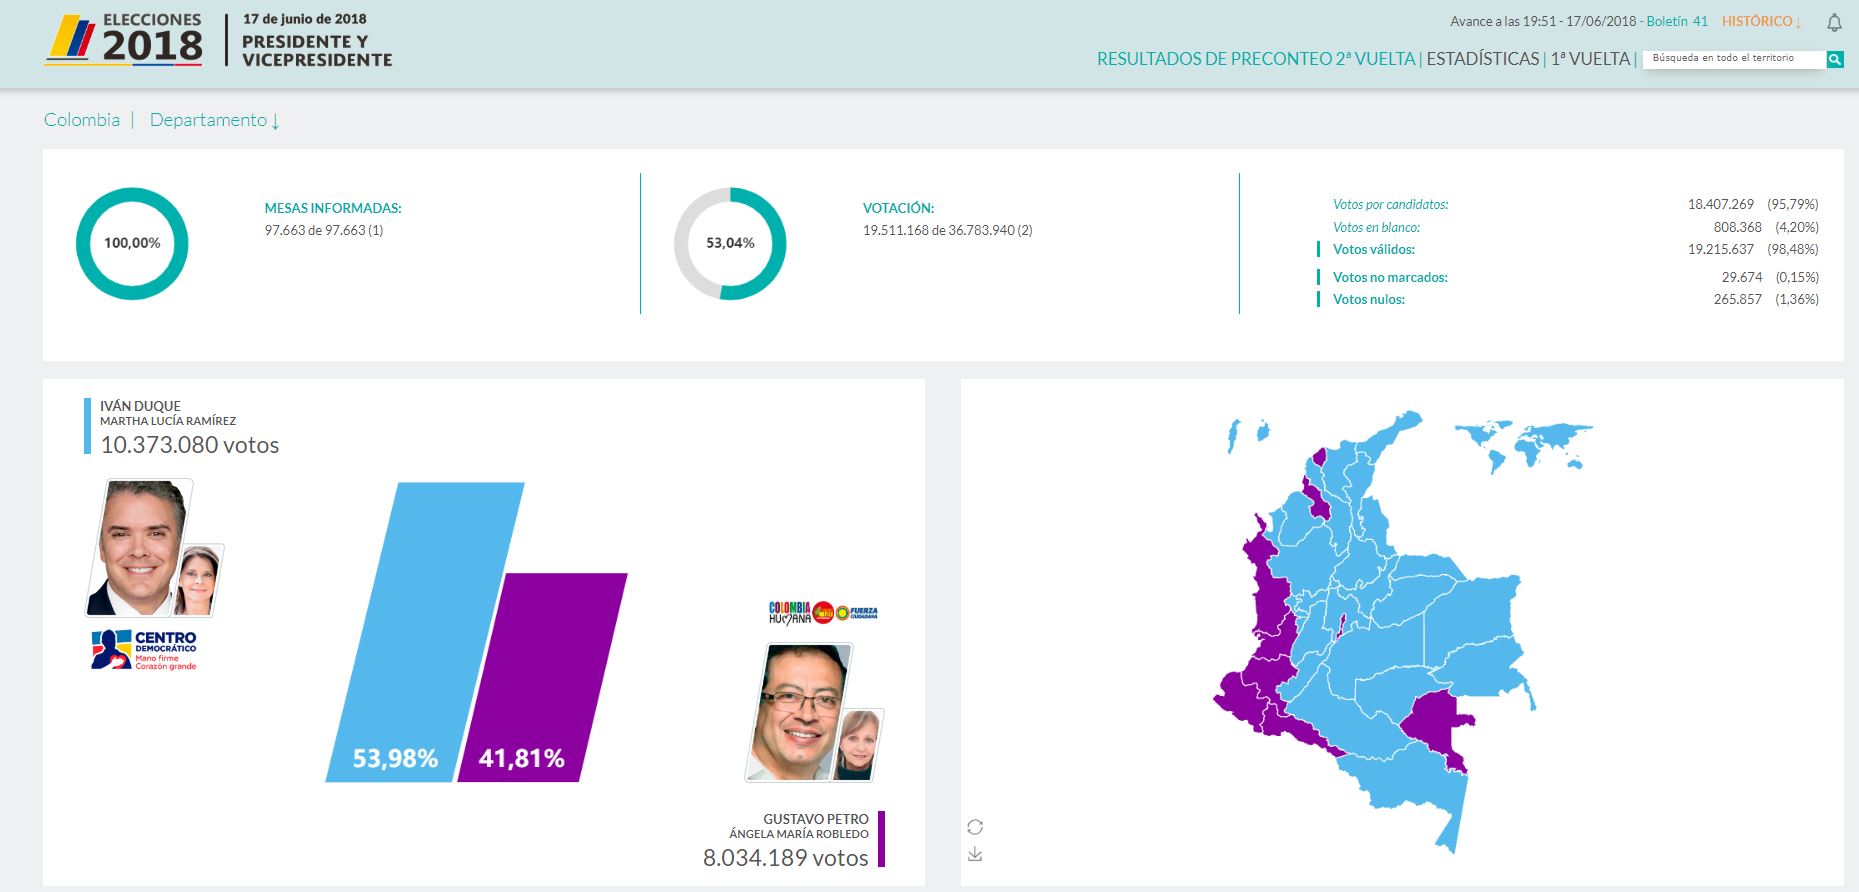 ELECCIONES
2018
17 de junio de 2018
PRESIDENTE Y
VICEPRESIDENTE
Avance a las 19:51 - 17/06/2018 - Boletín 41 HISTÓRICO ↓
RESULTADOS DE PRECONTEO 2ª VUELTA | ESTADÍSTICAS | 1ª VUELTA |
Búsqueda en todo el territorio
Colombia | Departamento ↓
100,00%
MESAS INFORMADAS:
97.663 de 97.663 (1)
53,04%
VOTACIÓN:
19.511.168 de 36.783.940 (2)
Votos por candidatos: 18.407.269 (95,79%)
Votos en blanco: 808.368 (4,20%)
Votos válidos: 19.215.637 (98,48%)
Votos no marcados: 29.674 (0,15%)
Votos nulos: 265.857 (1,36%)
IVÁN DUQUE
MARTHA LUCÍA RAMÍREZ
10.373.080 votos
CENTRO
DEMOCRÁTICO
Mano firme
Corazón grande
53,98%
41,81%
COLOMBIA
HUMANA
FUERZA
CIUDADANA
GUSTAVO PETRO
ÁNGELA MARÍA ROBLEDO
8.034.189 votos